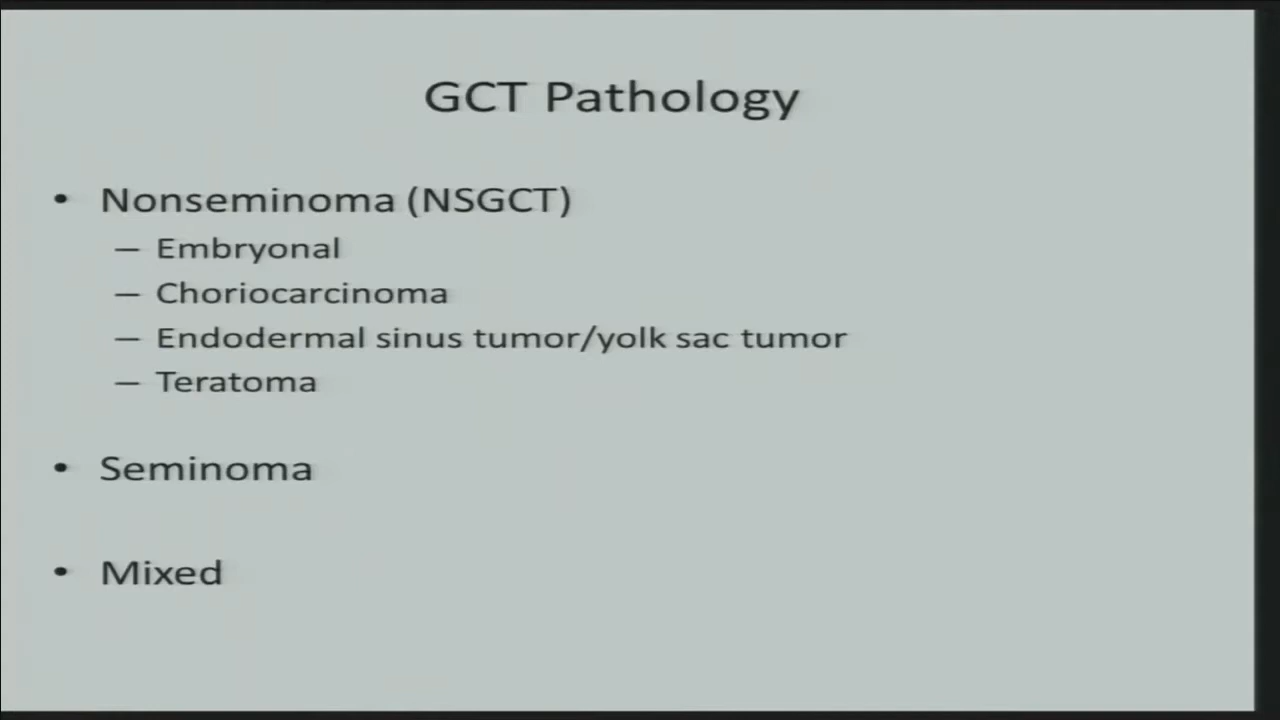 GCT Pathology
• Nonseminoma (NSGCT)
– Embryonal
– Choriocarcinoma
– Endodermal sinus tumor/yolk sac tumor
– Teratoma
• Seminoma
• Mixed